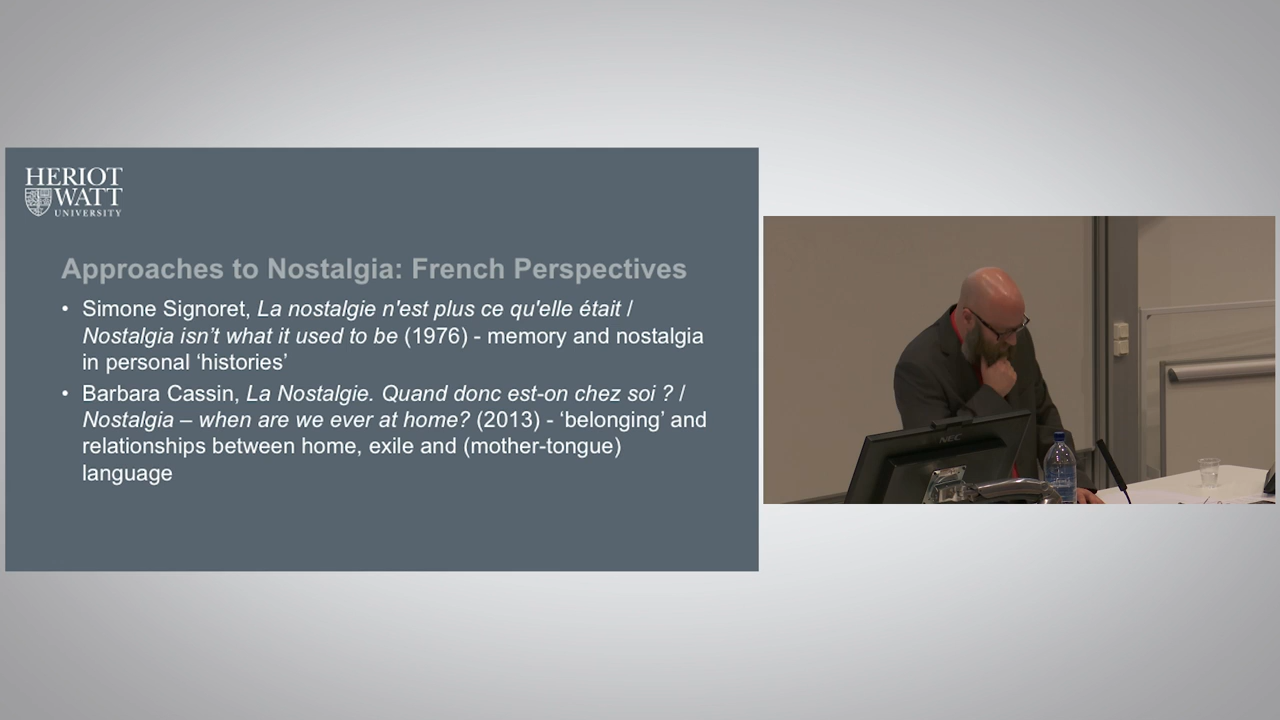 HERIOT
WATT
UNIVERSITY
Approaches to Nostalgia: French Perspectives
• Simone Signoret, La nostalgie n'est plus ce qu'elle était /
Nostalgia isn’t what it used to be (1976) - memory and nostalgia
in personal ‘histories’
• Barbara Cassin, La Nostalgie. Quand donc est-on chez soi ? /
Nostalgia – when are we ever at home? (2013) - ‘belonging’ and
relationships between home, exile and (mother-tongue)
language
NEC